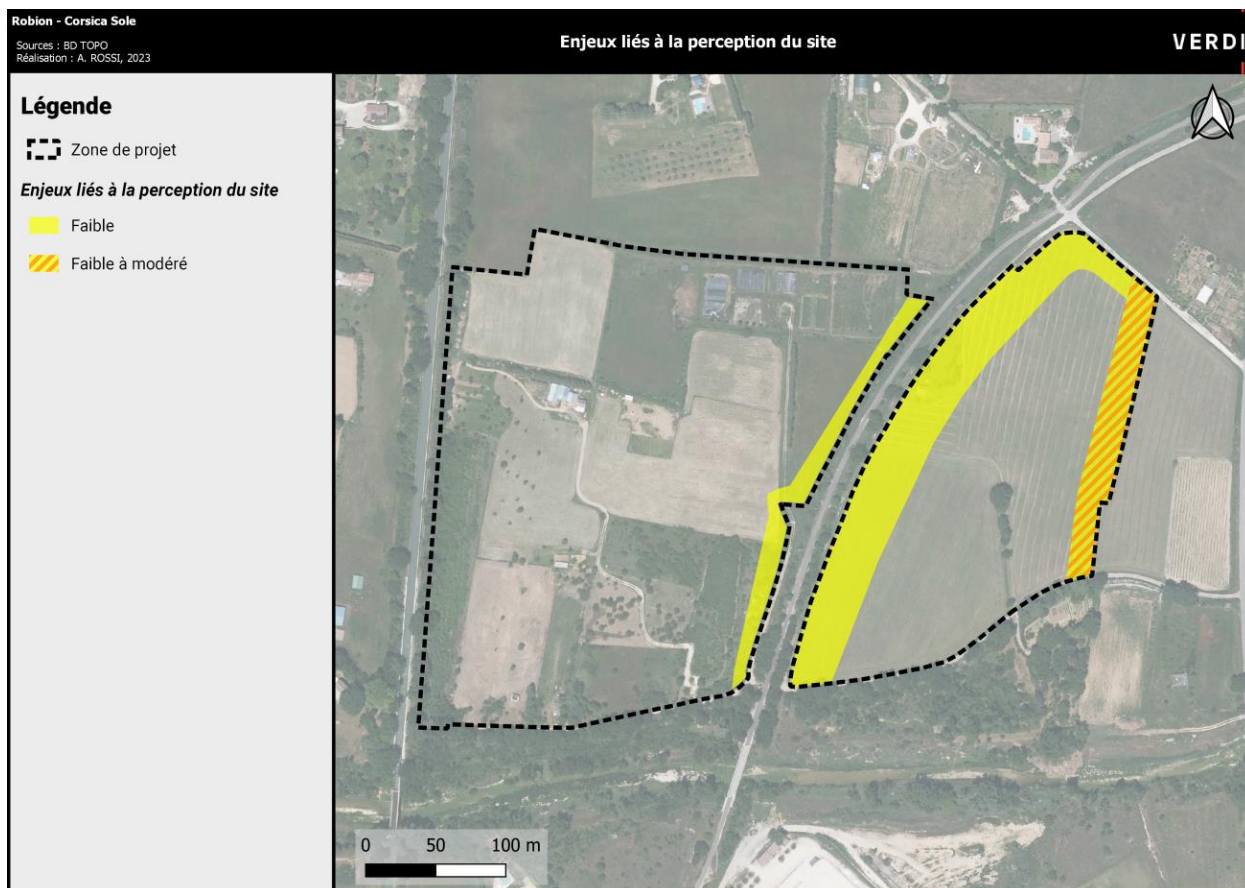 Robion - Corsica Sole
Sources : BD TOPO
Réalisation : A. ROSSI, 2023
Enjeux liés à la perception du site
VERDI
Légende
Zone de projet
Enjeux liés à la perception du site
Faible
Faible à modéré
0 50 100 m